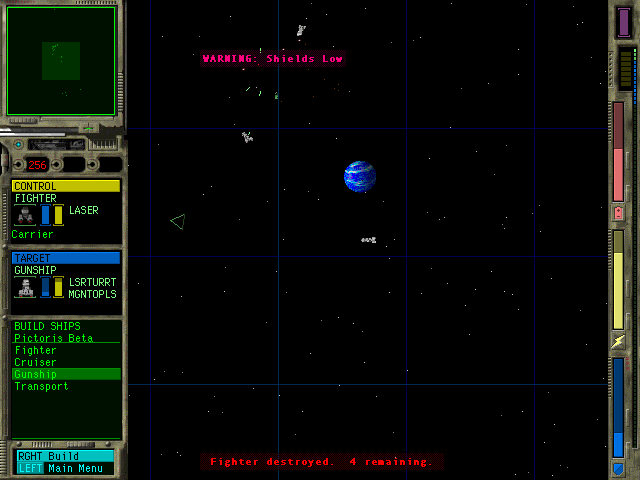 WARNING: Shields Low
256
CONTROL
FIGHTER
LASER
Carrier
TARGET
GUNSHIP
LSRTURRT
MGNTOPLS
BUILD SHIPS
Pictoris Beta
Fighter
Cruiser
Gunship
Transport
RGHT Build
LEFT Main Menu
Fighter destroyed. 4 remaining.